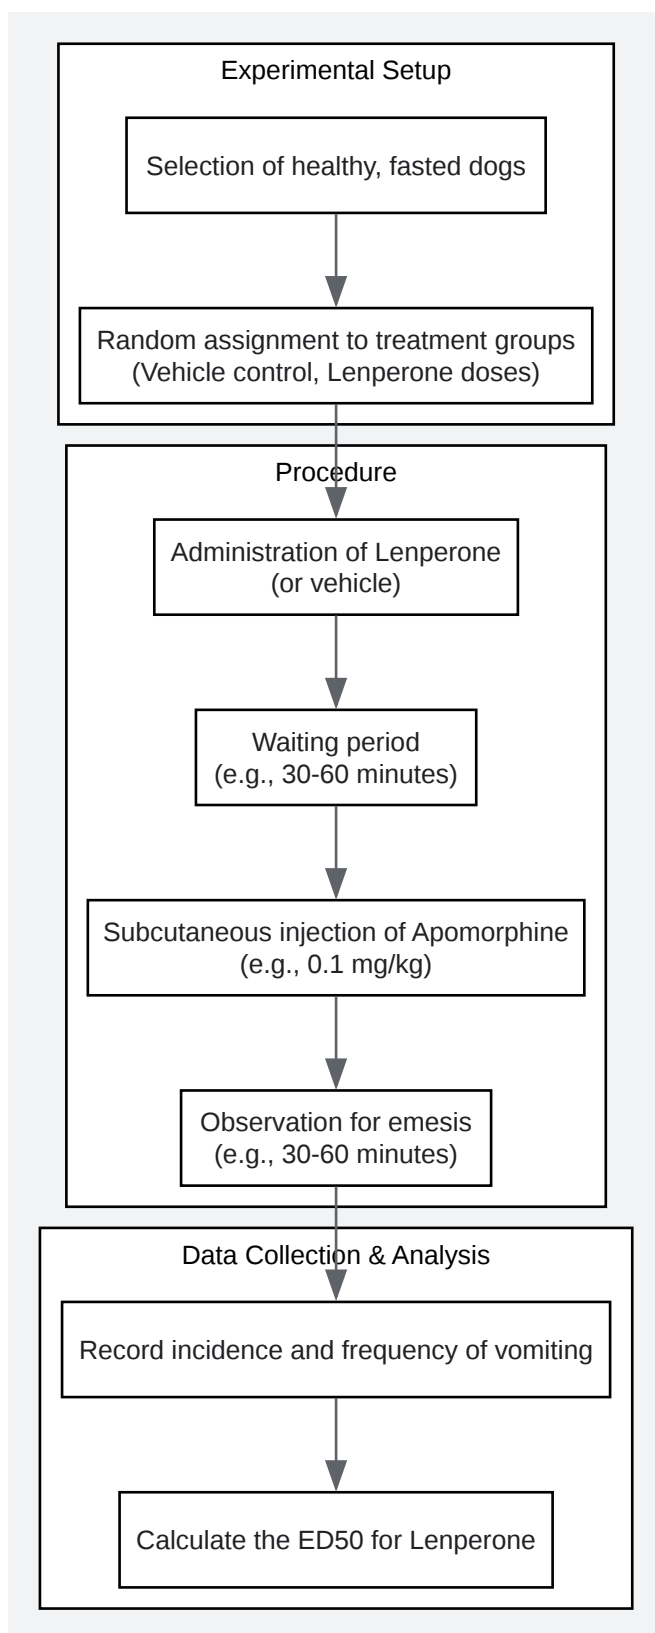 Experimental Setup
Selection of healthy, fasted dogs
Random assignment to treatment groups
(Vehicle control, Lenperone doses)
Procedure
Administration of Lenperone
(or vehicle)
Waiting period
(e.g., 30-60 minutes)
Subcutaneous injection of Apomorphine
(e.g., 0.1 mg/kg)
Observation for emesis
(e.g., 30-60 minutes)
Data Collection & Analysis
Record incidence and frequency of vomiting
Calculate the ED50 for Lenperone